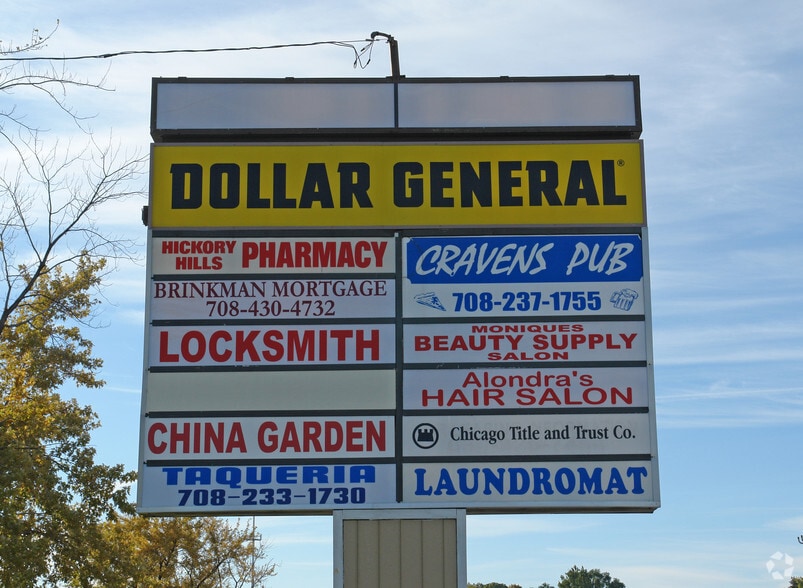 DOLLAR GENERAL®
HICKORY HILLS PHARMACY
BRINKMAN MORTGAGE
708-430-4732
LOCKSMITH
CHINA GARDEN
TAQUERIA
708-233-1730
CRAVENS PUB
708-237-1755
MONIQUES
BEAUTY SUPPLY
SALON
Alondra's
HAIR SALON
Chicago Title and Trust Co.
LAUNDROMAT